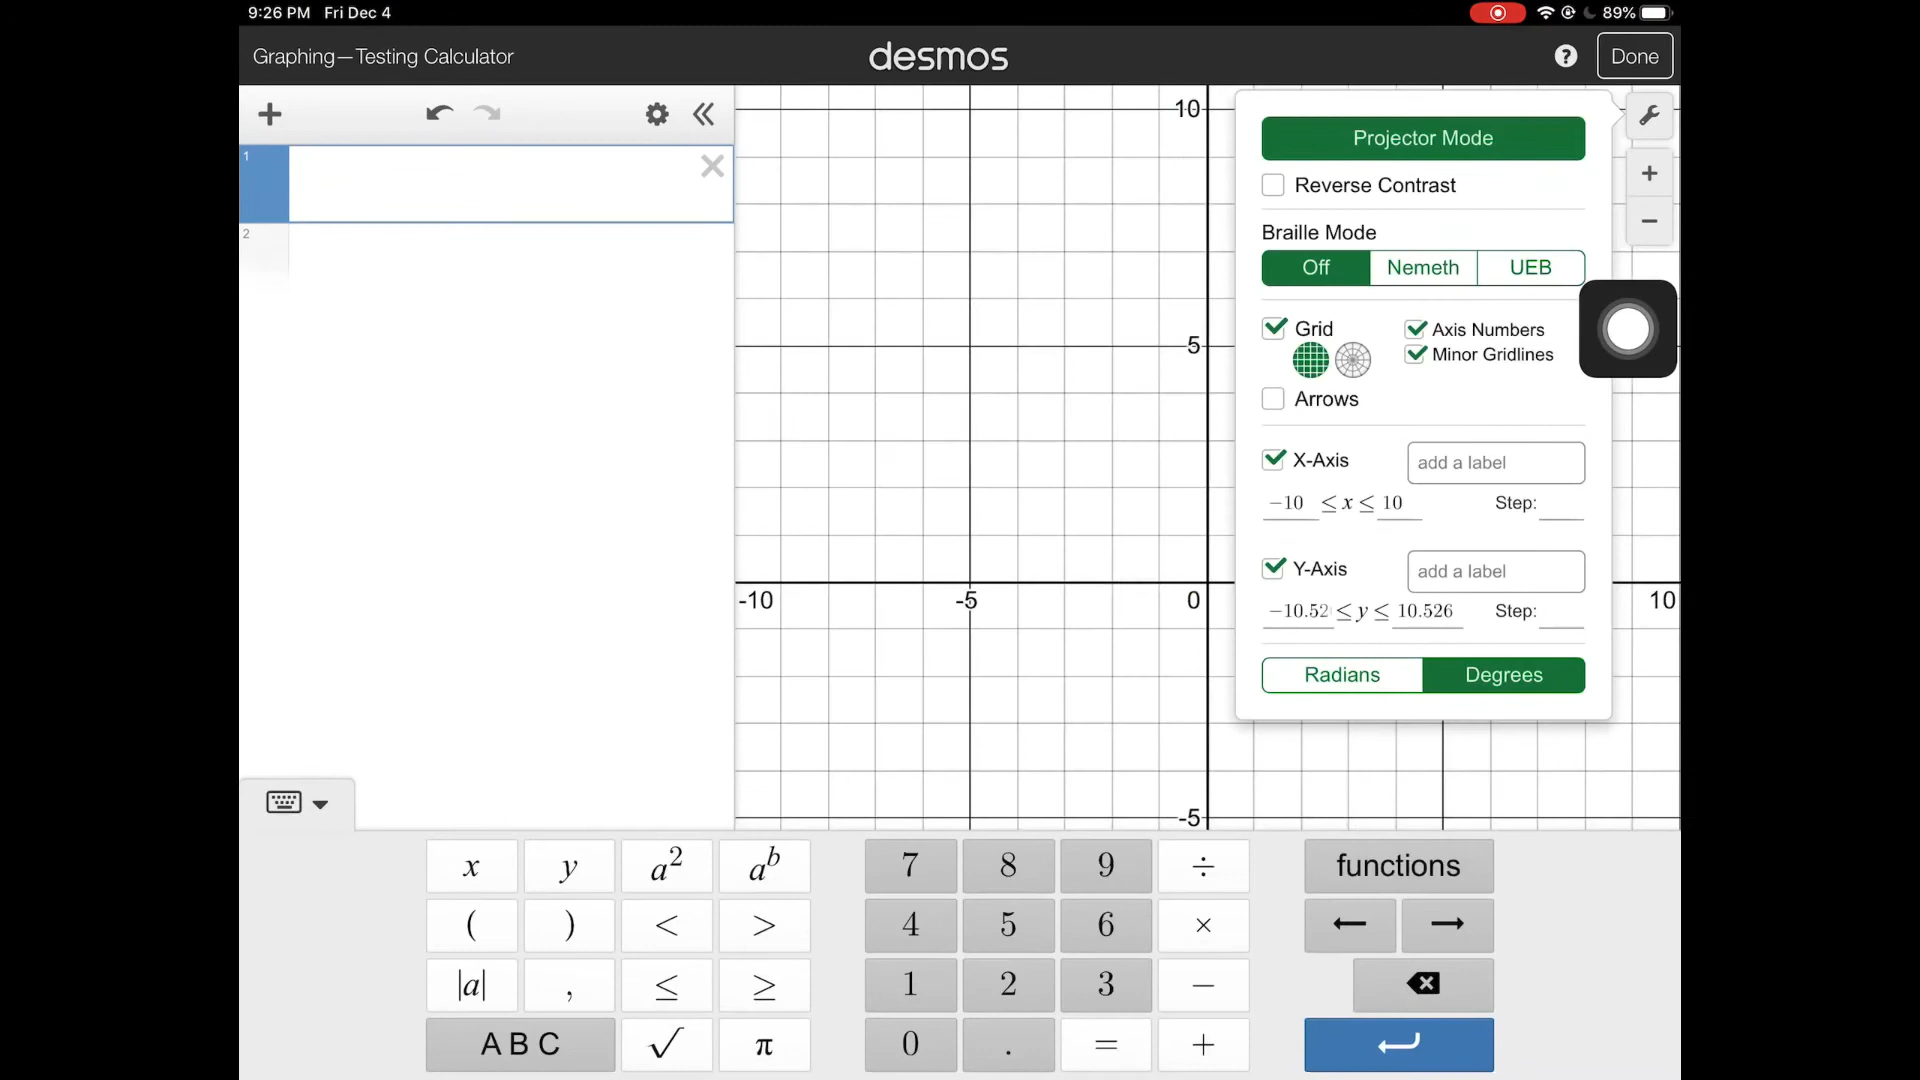 9:26 PM Fri Dec 4
89%
Graphing—Testing Calculator
desmos
? Done
1
2
10
5
-10 -5 0 10
-5
Projector Mode
Reverse Contrast
Braille Mode
Off Nemeth UEB
Grid
Axis Numbers
Minor Gridlines
Arrows
X-Axis add a label
−10 ≤ x ≤ 10 Step:
Y-Axis add a label
−10.52 ≤ y ≤ 10.526 Step:
Radians Degrees
x y a² aᵇ 7 8 9 ÷ functions
( ) < > 4 5 6 × ← →
|a| , ≤ ≥ 1 2 3 −
A B C √ π 0 . = +